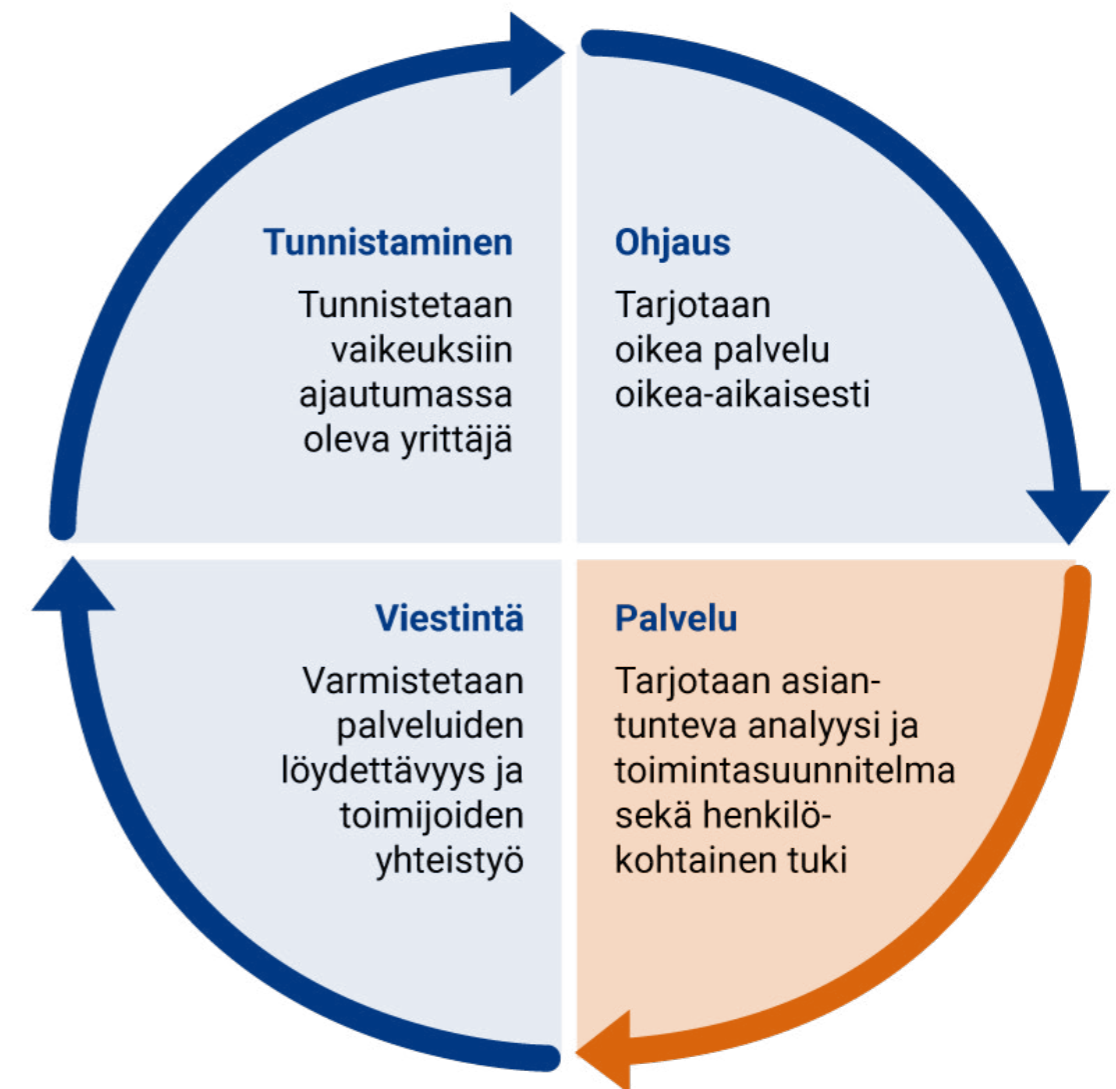 Tunnistaminen
Tunnistetaan
vaikeuksiin
ajautumassa
oleva yrittäjä
Ohjaus
Tarjotaan
oikea palvelu
oikea-aikaisesti
Viestintä
Varmistetaan
palveluiden
löydettävyys ja
toimijoiden
yhteistyö
Palvelu
Tarjotaan asian-
tunteva analyysi ja
toimintasuunnitelma
sekä henkilö-
kohtainen tuki